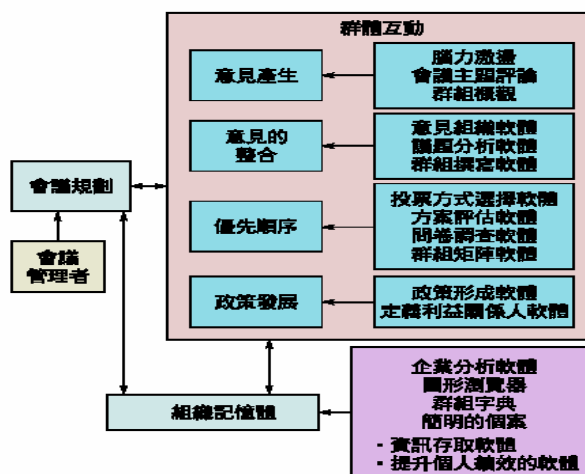 群體互動
意見產生
腦力激盪
會議主題評論
群組概觀
意見的
整合
意見組織軟體
議題分析軟體
群組撰寫軟體
會議規劃
優先順序
投票方式選擇軟體
方案評估軟體
問卷調查軟體
群組矩陣軟體
會議
管理者
政策發展
政策形成軟體
定義利益關係人軟體
組織記憶體
企業分析軟體
圖形瀏覽器
群組字典
簡明的個案
・資訊存取軟體
・提升個人績效的軟體